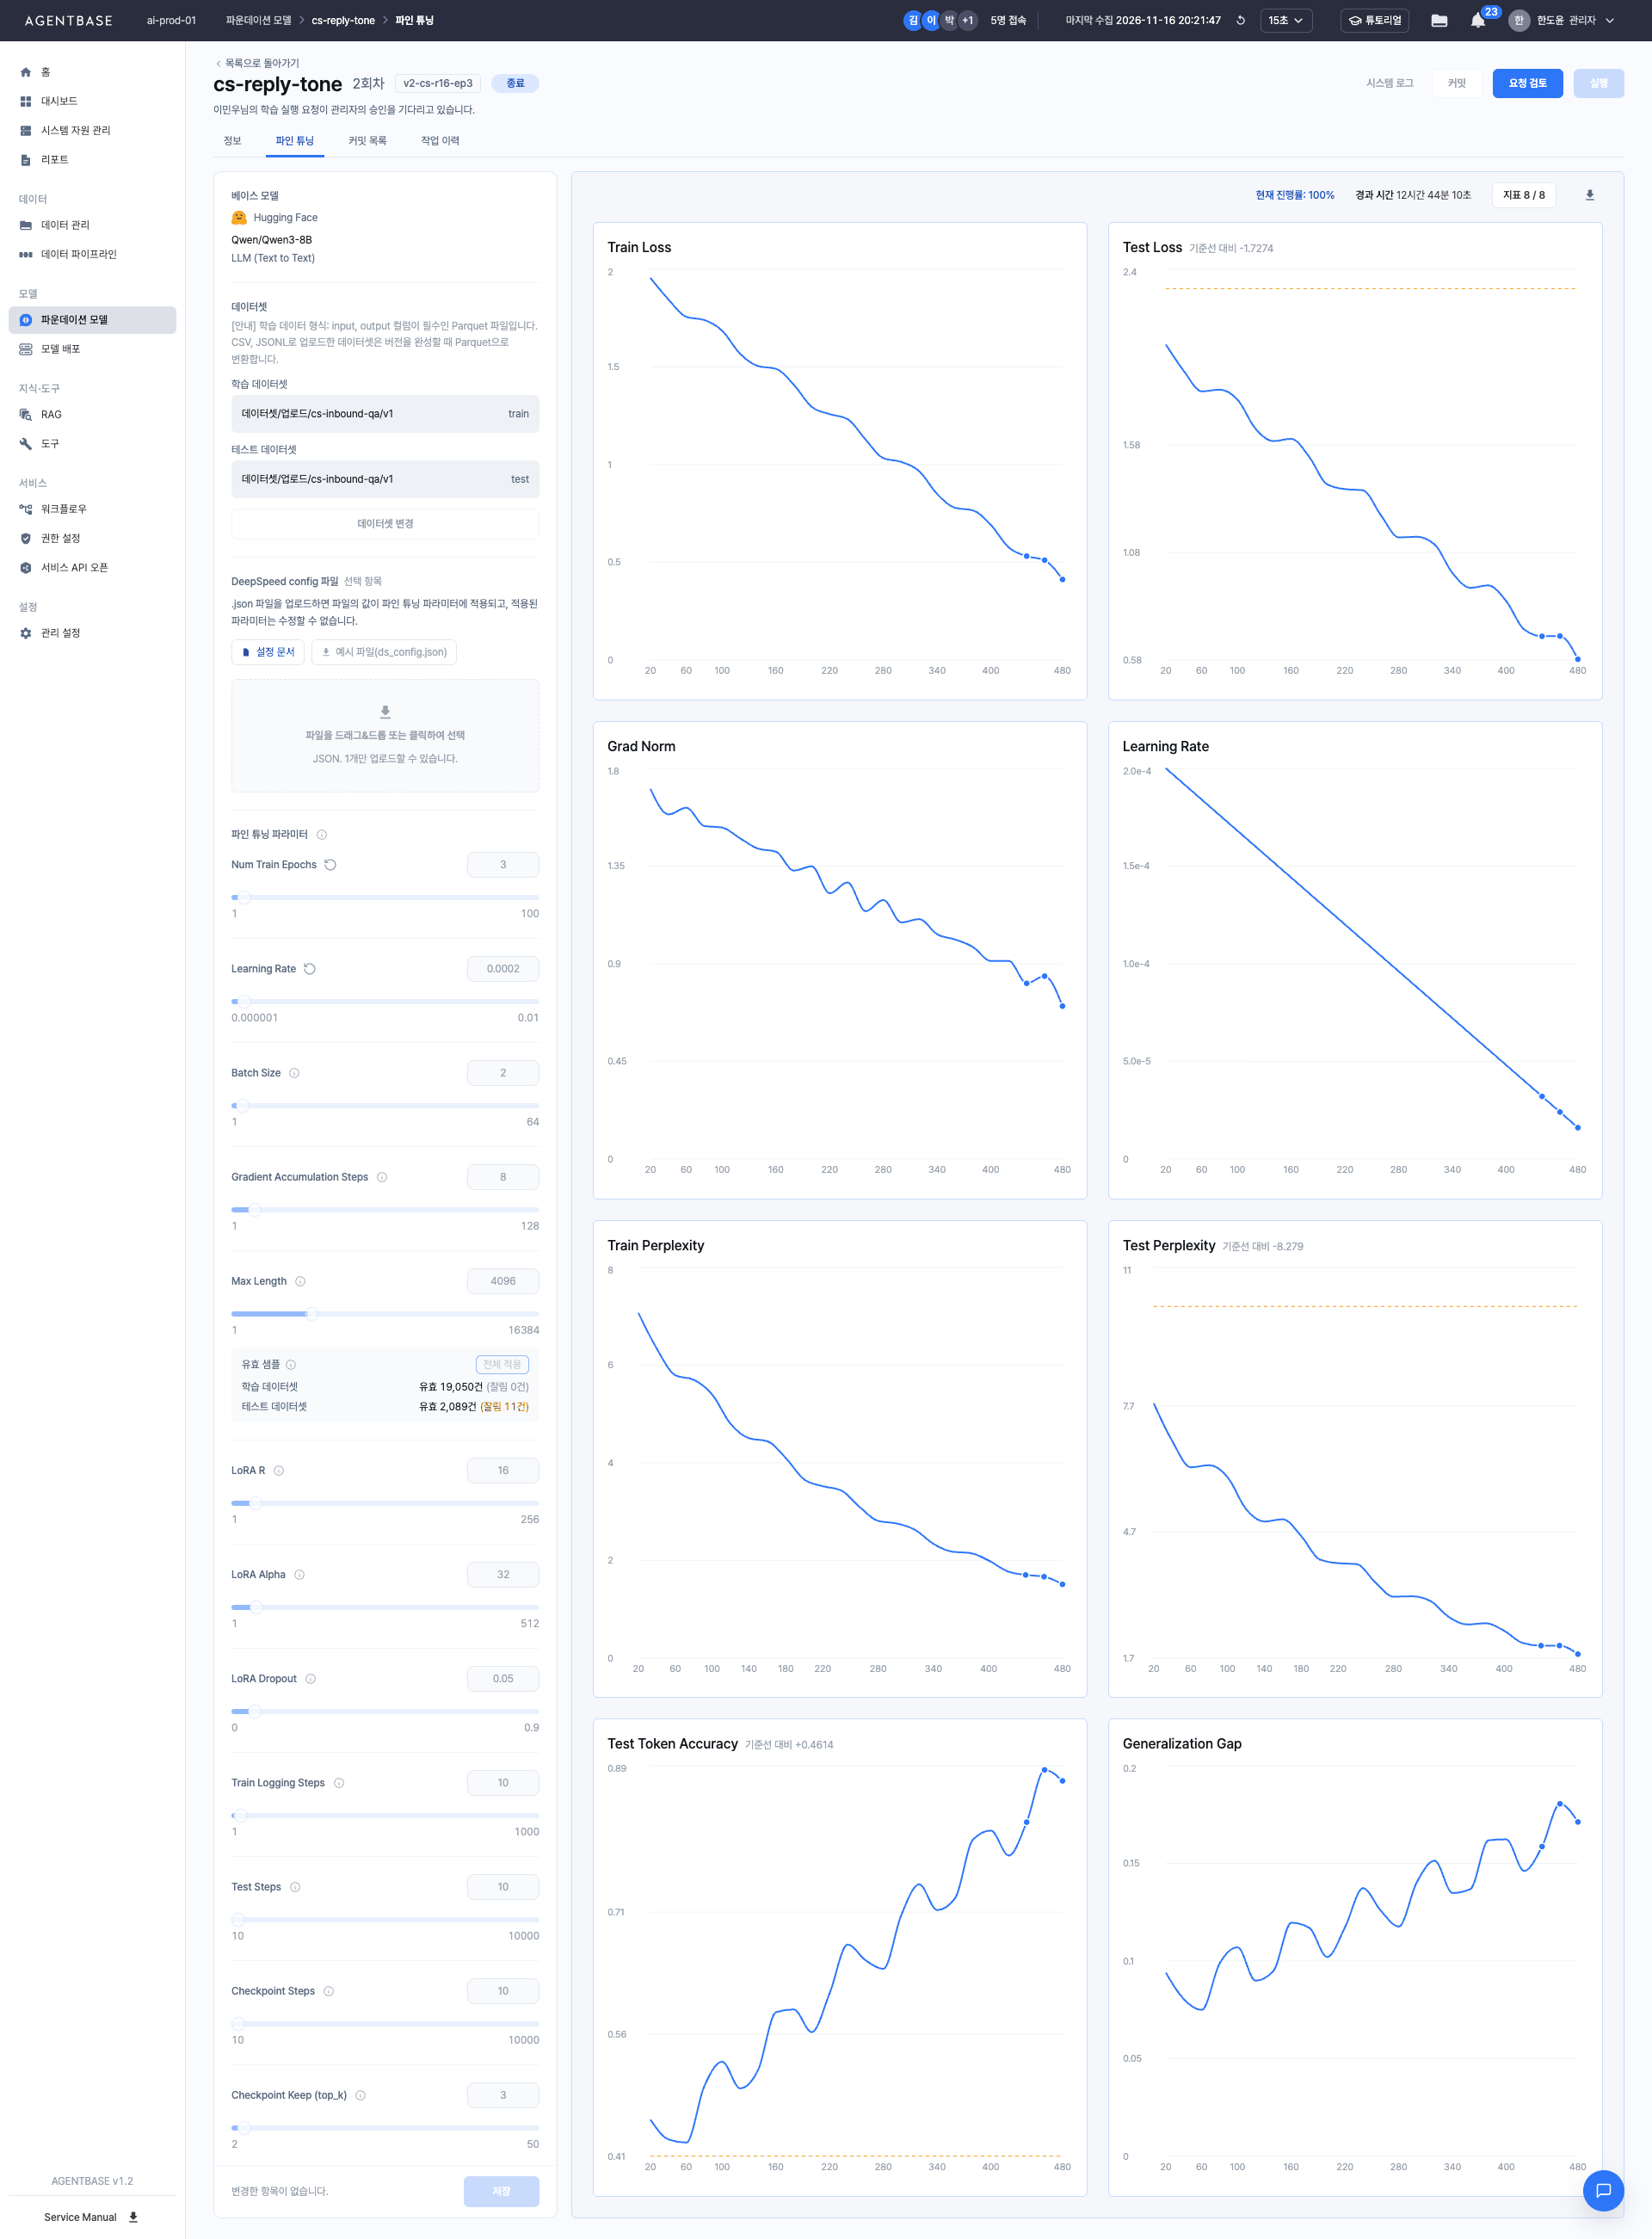 AGENTBASE
ai-prod-01
파운데이션 모델 > cs-reply-tone > 파인 튜닝
김 이 박 +1 5명 접속
마지막 수집 2026-11-16 20:21:47
15초
튜토리얼
23
한 한도윤 관리자
홈
대시보드
시스템 자원 관리
리포트
데이터
데이터 관리
데이터 파이프라인
모델
파운데이션 모델
모델 배포
지식·도구
RAG
도구
서비스
워크플로우
권한 설정
서비스 API 오픈
설정
관리 설정
AGENTBASE v1.2
Service Manual
목록으로 돌아가기
cs-reply-tone 2회차 v2-cs-r16-ep3 종료
이민우님의 학습 실행 요청이 관리자의 승인을 기다리고 있습니다.
시스템 로그 커밋 요청 검토 실행
정보 파인 튜닝 커밋 목록 작업 이력
베이스 모델
Hugging Face
Qwen/Qwen3-8B
LLM (Text to Text)
데이터셋
[안내] 학습 데이터 형식: input, output 컬럼이 필수인 Parquet 파일입니다.
CSV, JSONL로 업로드한 데이터셋은 버전을 완성할 때 Parquet으로
변환합니다.
학습 데이터셋
데이터셋/업로드/cs-inbound-qa/v1 train
테스트 데이터셋
데이터셋/업로드/cs-inbound-qa/v1 test
데이터셋 변경
DeepSpeed config 파일 선택 항목
.json 파일을 업로드하면 파일의 값이 파인 튜닝 파라미터에 적용되고, 적용된
파라미터는 수정할 수 없습니다.
설정 문서 예시 파일(ds_config.json)
파일을 드래그&드롭 또는 클릭하여 선택
JSON. 1개만 업로드할 수 있습니다.
파인 튜닝 파라미터
Num Train Epochs 3
1 100
Learning Rate 0.0002
0.000001 0.01
Batch Size 2
1 64
Gradient Accumulation Steps 8
1 128
Max Length 4096
1 16384
유효 샘플 전체 적용
학습 데이터셋 유효 19,050건 (잘림 0건)
테스트 데이터셋 유효 2,089건 (잘림 11건)
LoRA R 16
1 256
LoRA Alpha 32
1 512
LoRA Dropout 0.05
0 0.9
Train Logging Steps 10
1 1000
Test Steps 10
10 10000
Checkpoint Steps 10
10 10000
Checkpoint Keep (top_k) 3
2 50
변경한 항목이 없습니다. 저장
현재 진행률: 100% 경과 시간 12시간 44분 10초 지표 8 / 8
Train Loss
2
1.5
1
0.5
0
20 60 100 160 220 280 340 400 480
Test Loss 기준선 대비 -1.7274
2.4
1.58
1.08
0.58
20 60 100 160 220 280 340 400 480
Grad Norm
1.8
1.35
0.9
0.45
0
20 60 100 160 220 280 340 400 480
Learning Rate
2.0e-4
1.5e-4
1.0e-4
5.0e-5
0
20 60 100 160 220 280 340 400 480
Train Perplexity
8
6
4
2
0
20 60 100 140 180 220 280 340 400 480
Test Perplexity 기준선 대비 -8.279
11
7.7
4.7
1.7
20 60 100 140 180 220 280 340 400 480
Test Token Accuracy 기준선 대비 +0.4614
0.89
0.71
0.56
0.41
20 60 100 160 220 280 340 400 480
Generalization Gap
0.2
0.15
0.1
0.05
0
20 60 100 160 220 280 340 400 480